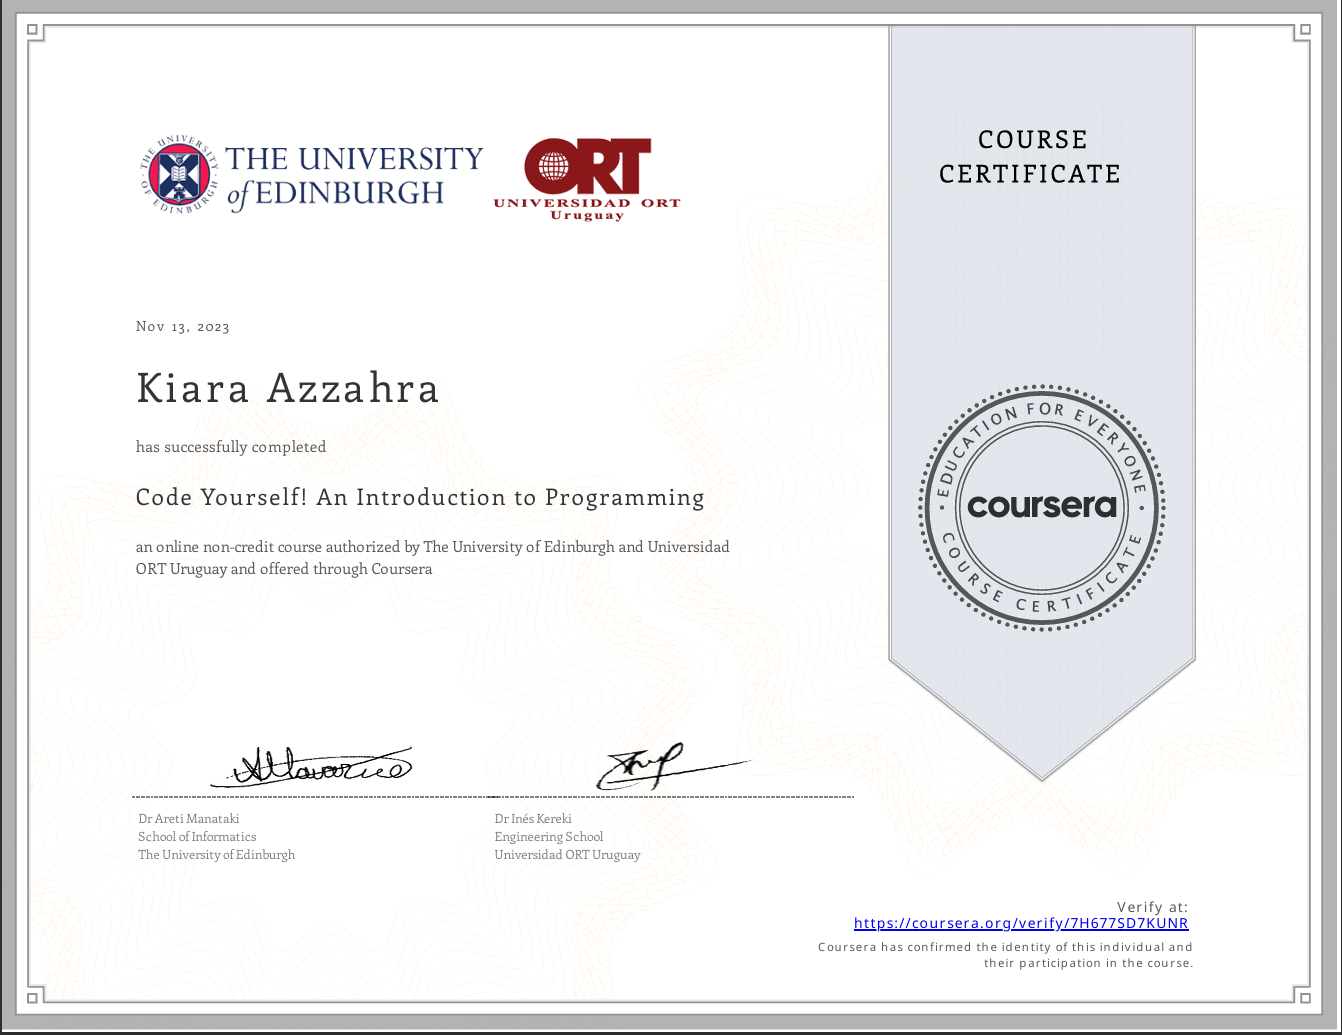 THE UNIVERSITY
of EDINBURGH
THE UNIVERSITY OF EDINBURGH
ORT
UNIVERSIDAD ORT
Uruguay
COURSE
CERTIFICATE
Nov 13, 2023
Kiara Azzahra
has successfully completed
Code Yourself! An Introduction to Programming
an online non-credit course authorized by The University of Edinburgh and Universidad
ORT Uruguay and offered through Coursera
EDUCATION FOR EVERYONE
coursera
COURSE CERTIFICATE
Dr Areti Manataki
School of Informatics
The University of Edinburgh
Dr Inés Kereki
Engineering School
Universidad ORT Uruguay
Verify at:
https://coursera.org/verify/7H677SD7KUNR
Coursera has confirmed the identity of this individual and
their participation in the course.